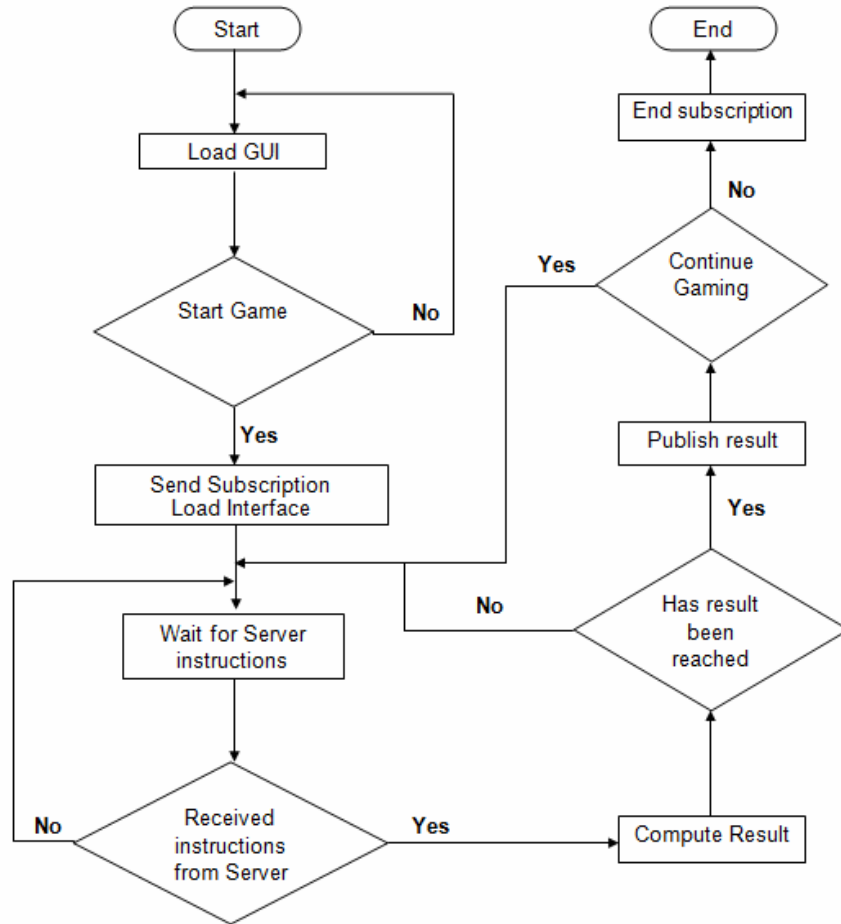 Start
Load GUI
Start Game
No
Yes
Send Subscription
Load Interface
Wait for Server
instructions
Received
instructions
from Server
No
Yes
Compute Result
Has result
been
reached
No
Yes
Publish result
Continue
Gaming
Yes
No
End subscription
End